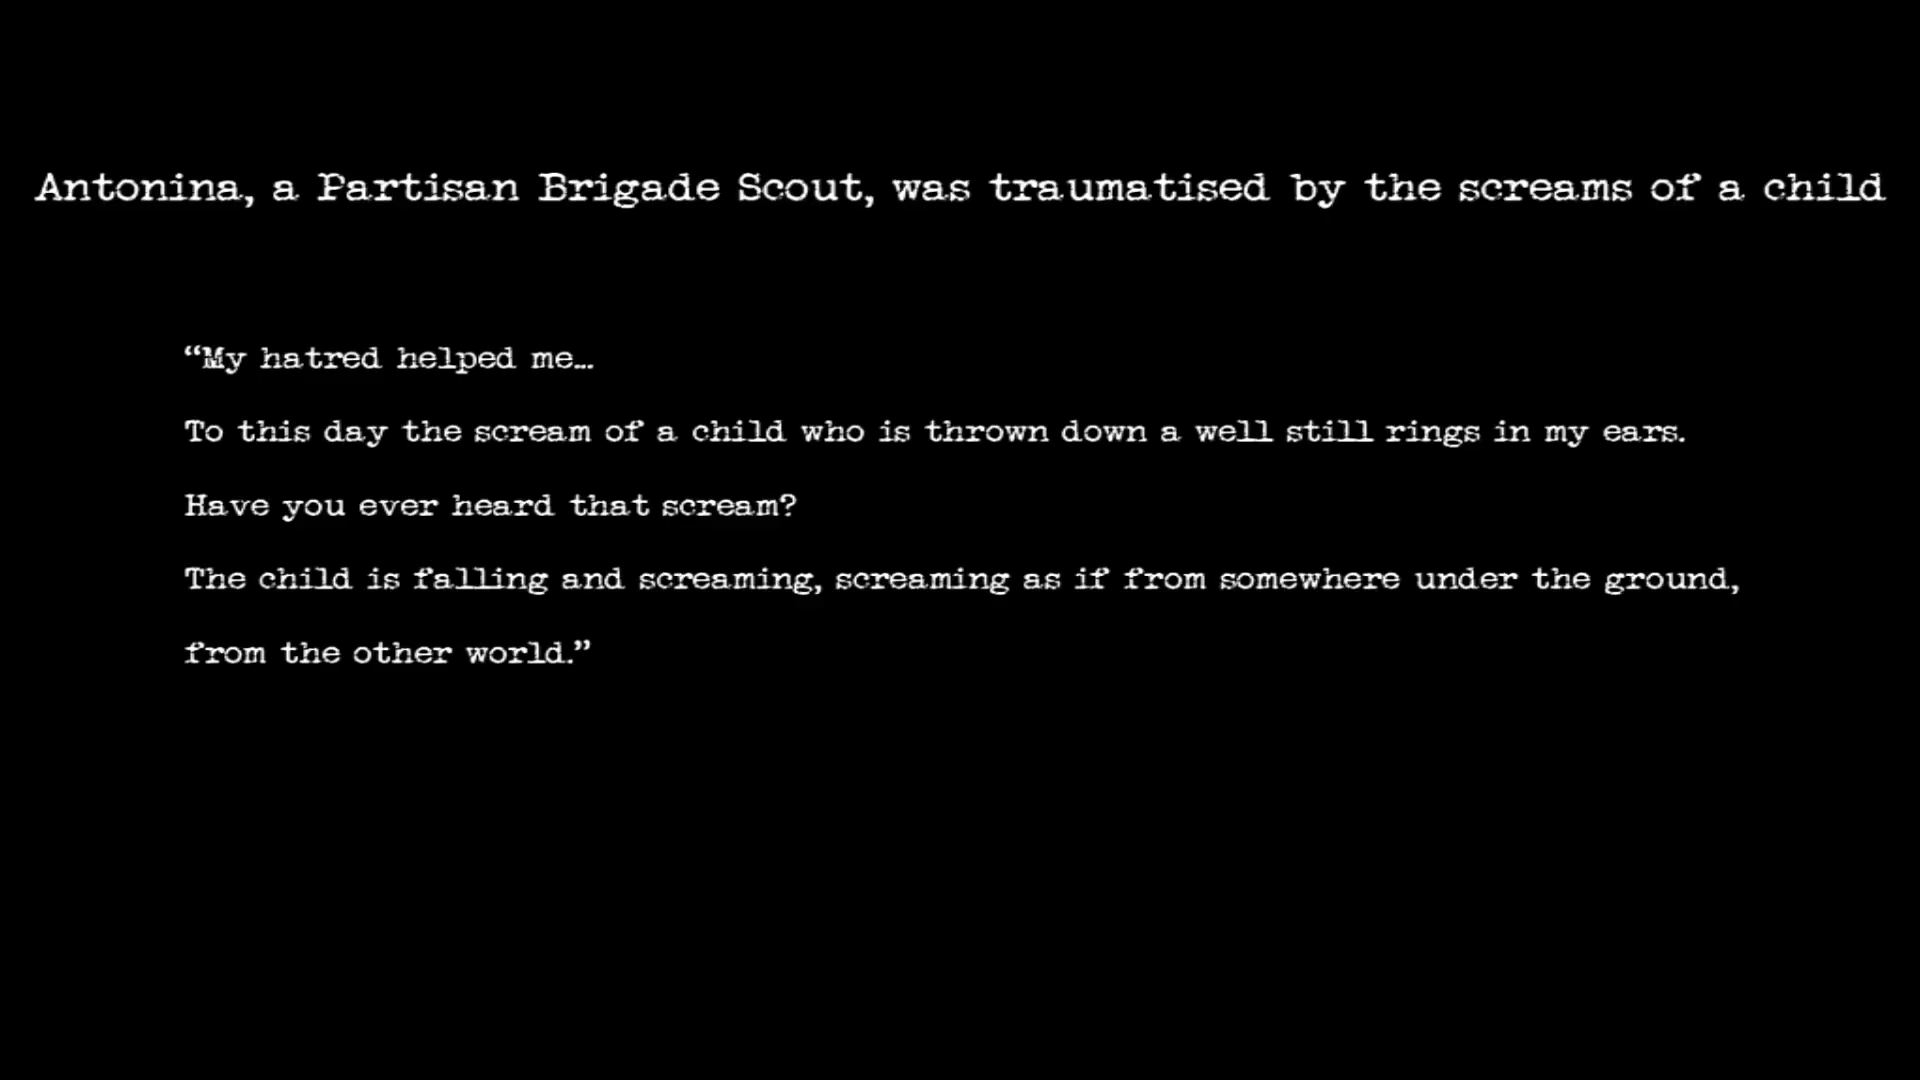 Antonina, a Partisan Brigade Scout, was traumatised by the screams of a child
“My hatred helped me…
To this day the scream of a child who is thrown down a well still rings in my ears.
Have you ever heard that scream?
The child is falling and screaming, screaming as if from somewhere under the ground,
from the other world.”